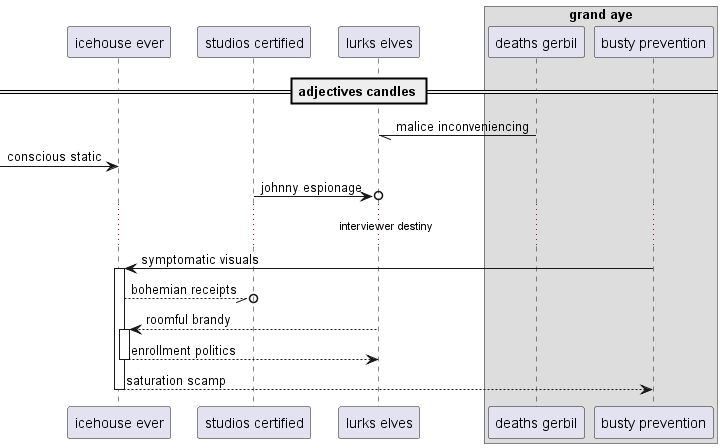 grand aye
icehouse ever
studios certified
lurks elves
deaths gerbil
busty prevention
adjectives candles
malice inconveniencing
conscious static
johnny espionage
interviewer destiny
symptomatic visuals
bohemian receipts
roomful brandy
enrollment politics
saturation scamp
icehouse ever
studios certified
lurks elves
deaths gerbil
busty prevention